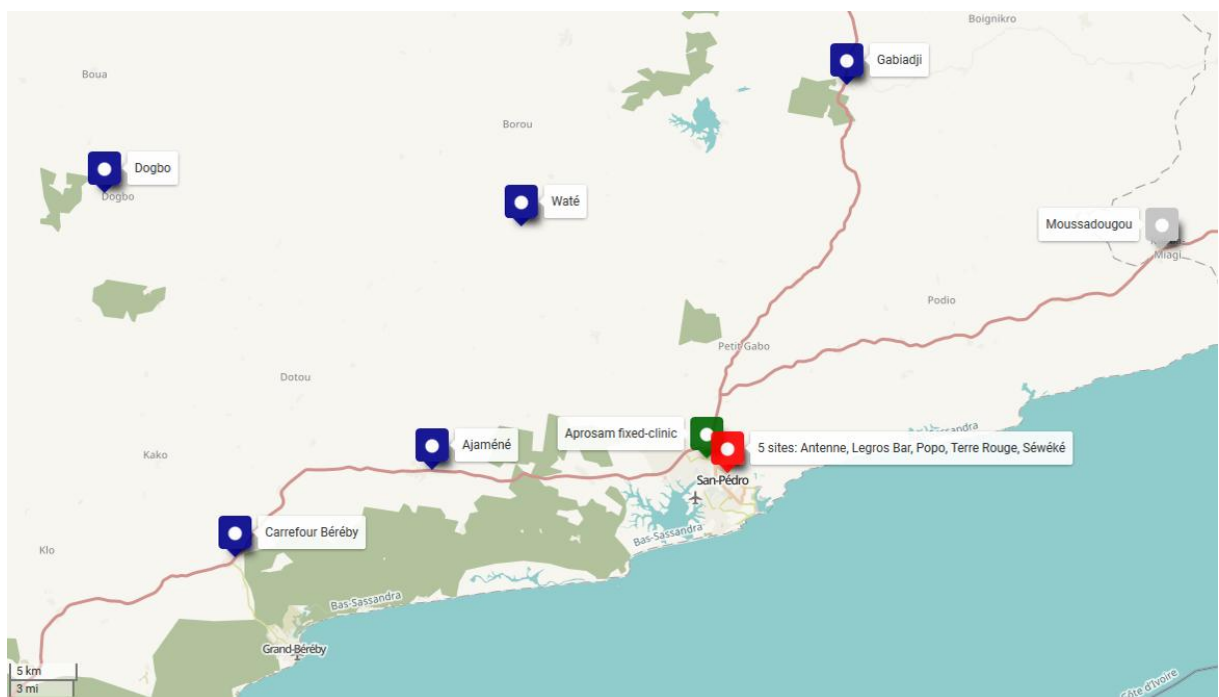 Boignikro
Gabiadji
Boua
Borou
Dogbo
Dogbo
Waté
Moussadougou
Miagi
Podio
Petit Gabo
Dotou
Aprosam fixed-clinic
Ajaméné
5 sites: Antenne, Legros Bar, Popo, Terre Rouge, Séwéké
Kako
San-Pédro
Carrefour Béréby
Bas-Sassandra
Klo
Bas-Sassandra
Grand-Béréby
5 km
3 mi
Côte d'Ivoire